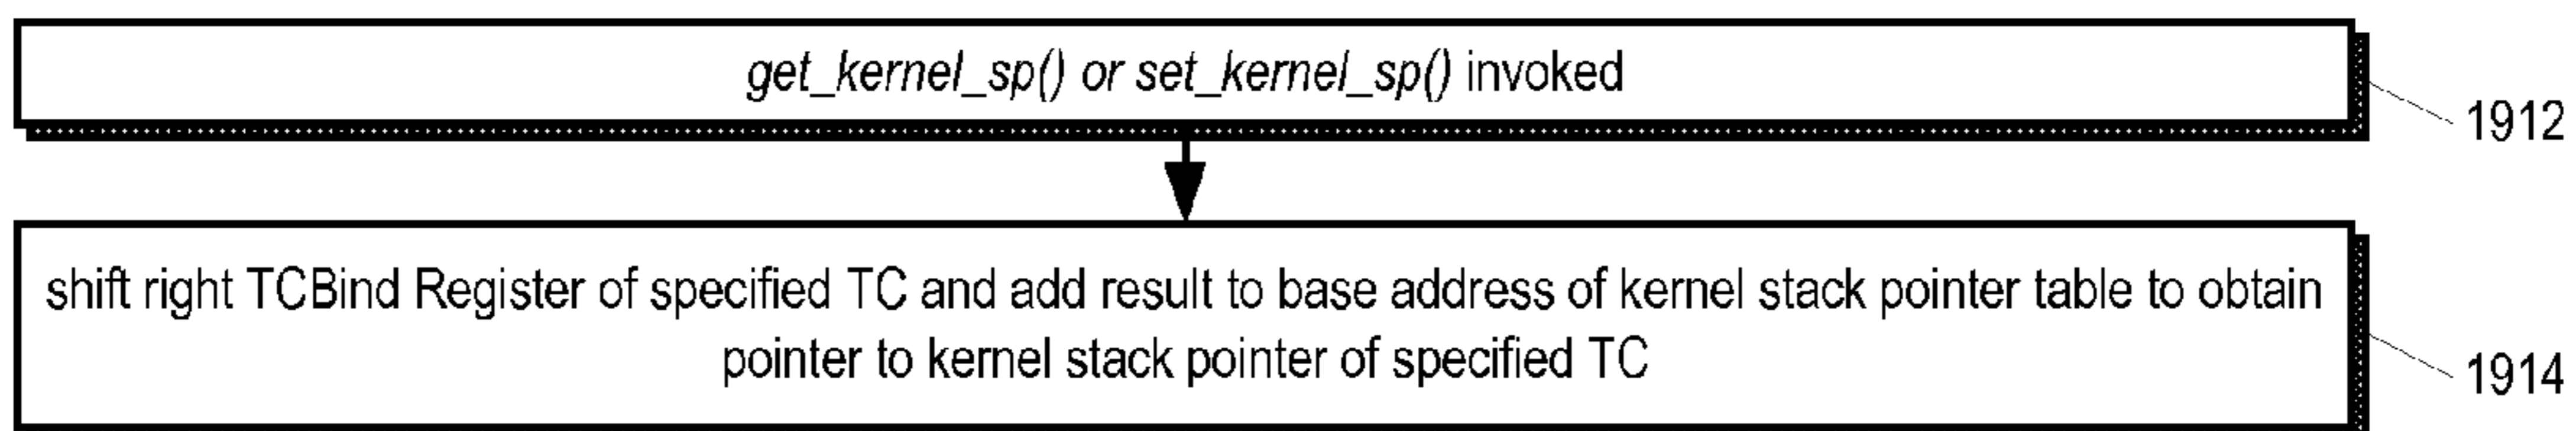 get_kernel_sp() or set_kernel_sp() invoked
1912
shift right TCBind Register of specified TC and add result to base address of kernel stack pointer table to obtain
pointer to kernel stack pointer of specified TC
1914